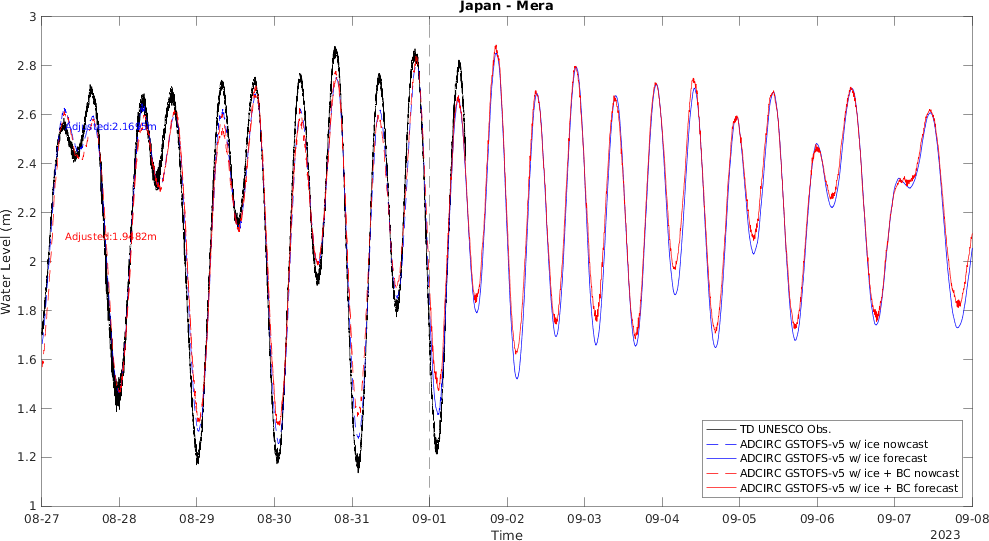 Japan - Mera
Water Level (m)
3
2.8
2.6
2.4
2.2
2
1.8
1.6
1.4
1.2
1
Adjusted:2.1695m
Adjusted:1.9482m
TD UNESCO Obs.
ADCIRC GSTOFS-v5 w/ ice nowcast
ADCIRC GSTOFS-v5 w/ ice forecast
ADCIRC GSTOFS-v5 w/ ice + BC nowcast
ADCIRC GSTOFS-v5 w/ ice + BC forecast
08-27 08-28 08-29 08-30 08-31 09-01 09-02 09-03 09-04 09-05 09-06 09-07 09-08
Time
2023